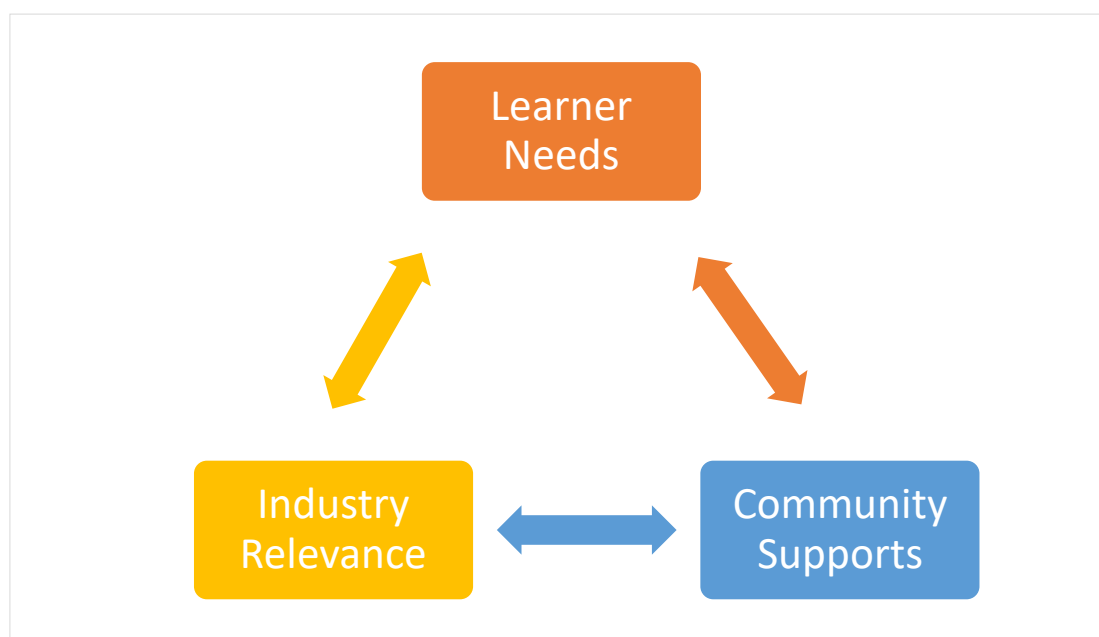 Learner
Needs
Industry
Relevance
Community
Supports